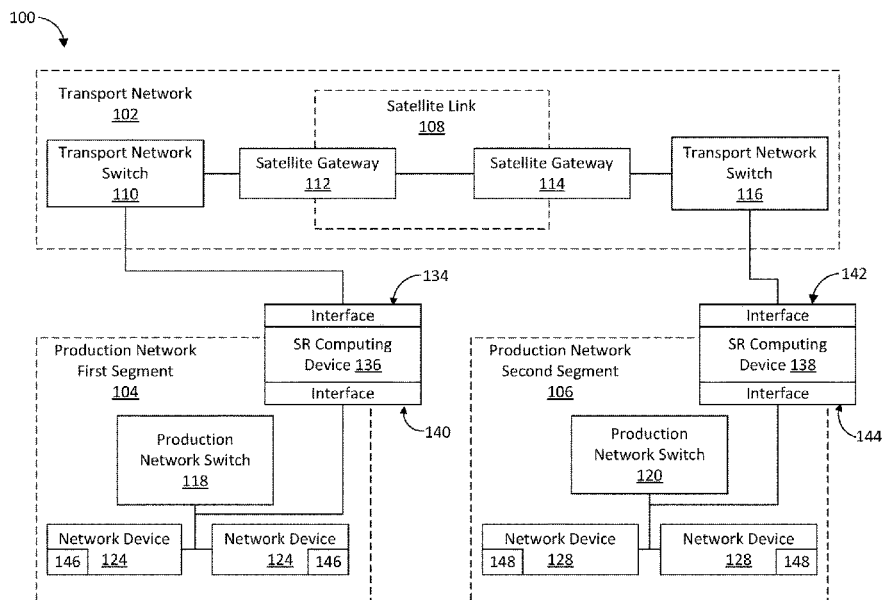 100
Transport Network
102
Satellite Link
108
Transport Network
Switch
110
Satellite Gateway
112
Satellite Gateway
114
Transport Network
Switch
116
134
142
Interface
SR Computing
Device 136
Interface
140
Interface
SR Computing
Device 138
Interface
144
Production Network
First Segment
104
Production Network
Second Segment
106
Production
Network Switch
118
Production
Network Switch
120
Network Device
124
146
Network Device
124
146
Network Device
128
148
Network Device
128
148